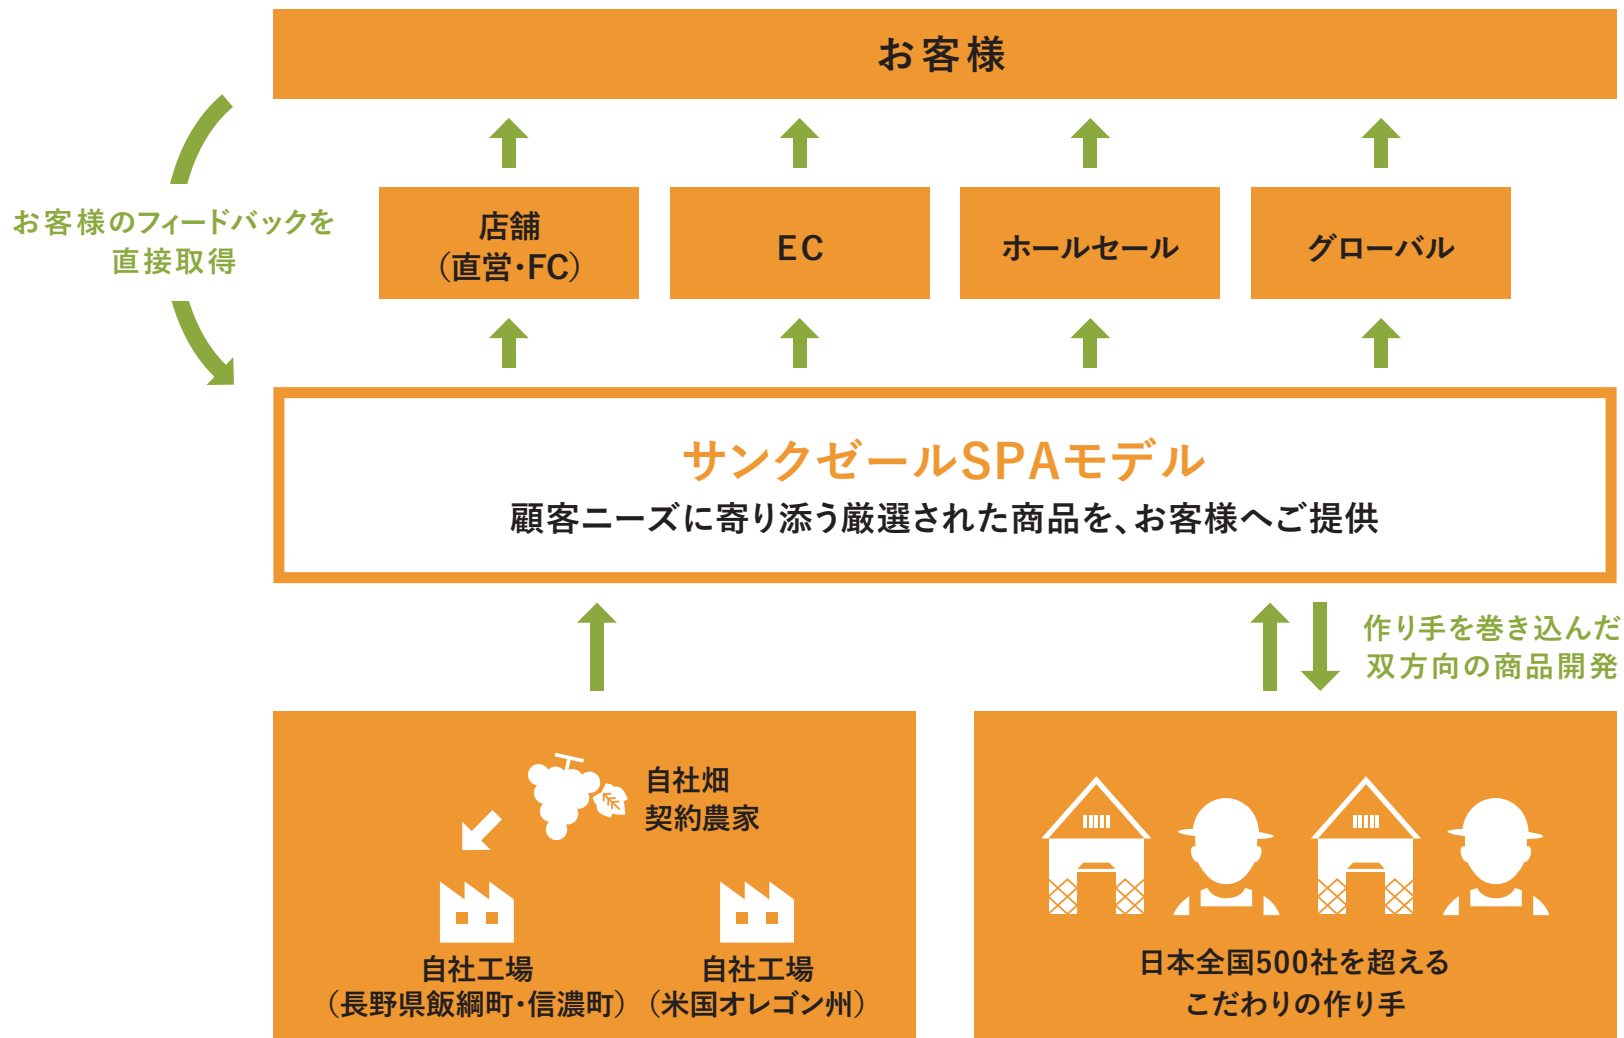 お客様
お客様のフィードバックを
直接取得
店舗
（直営・FC）
EC
ホールセール
グローバル
サンクゼールSPAモデル
顧客ニーズに寄り添う厳選された商品を、お客様へご提供
作り手を巻き込んだ
双方向の商品開発
自社畑
契約農家
自社工場
（長野県飯綱町・信濃町）
自社工場
（米国オレゴン州）
日本全国500社を超える
こだわりの作り手